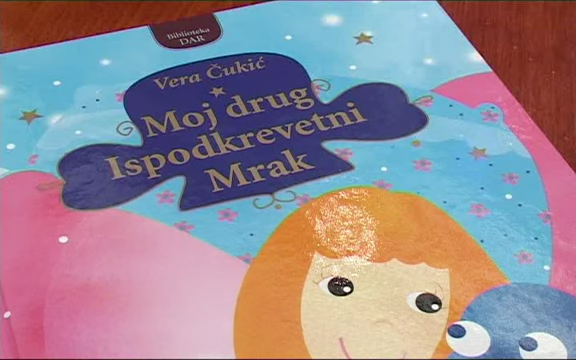 Biblioteka
DAR
Vera Čukić
Moj drug
Ispodkrevetni
Mrak